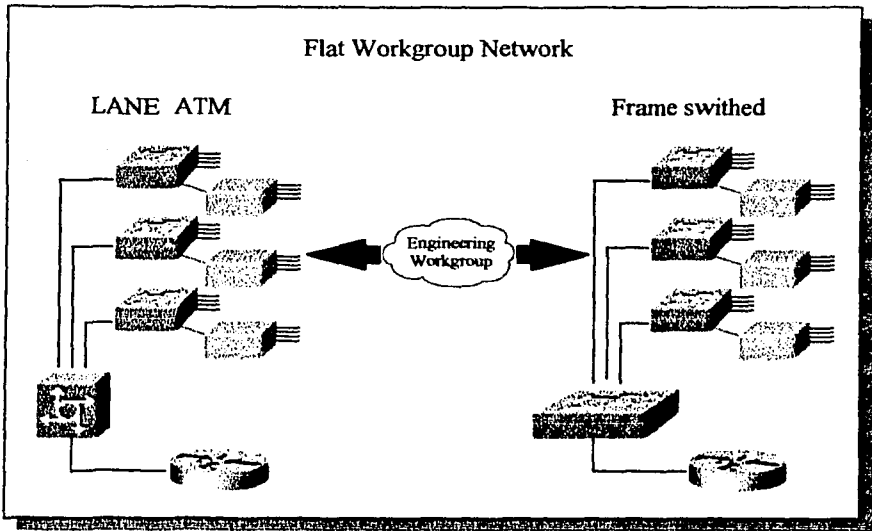 Flat Workgroup Network
LANE ATM
Frame swithed
Engineering
Workgroup